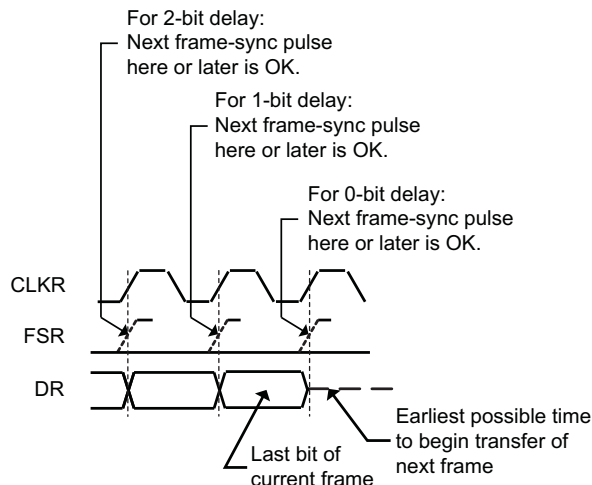 For 2-bit delay:
Next frame-sync pulse
here or later is OK.
For 1-bit delay:
Next frame-sync pulse
here or later is OK.
For 0-bit delay:
Next frame-sync pulse
here or later is OK.
CLKR
FSR
DR
Earliest possible time
to begin transfer of
next frame
Last bit of
current frame